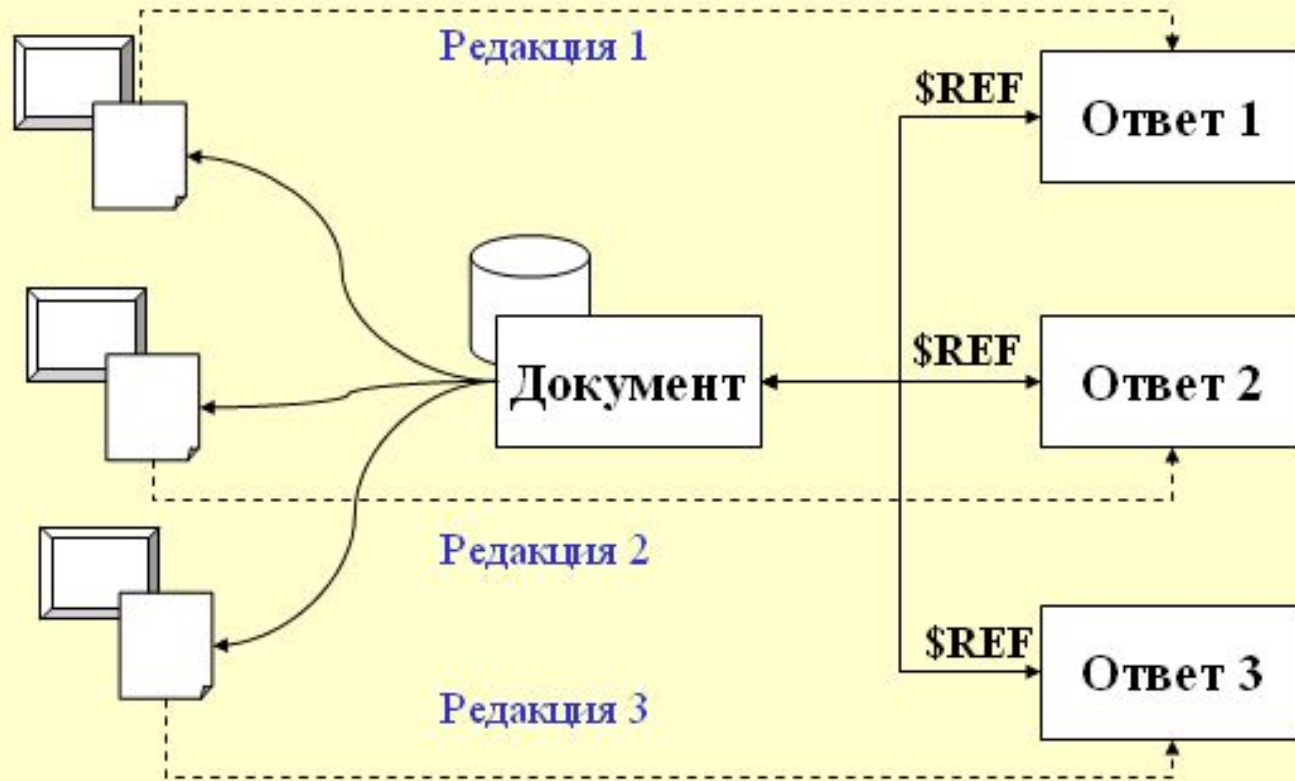 Редакция 1
$REF
Ответ 1
Документ
$REF
Ответ 2
Редакция 2
$REF
Ответ 3
Редакция 3